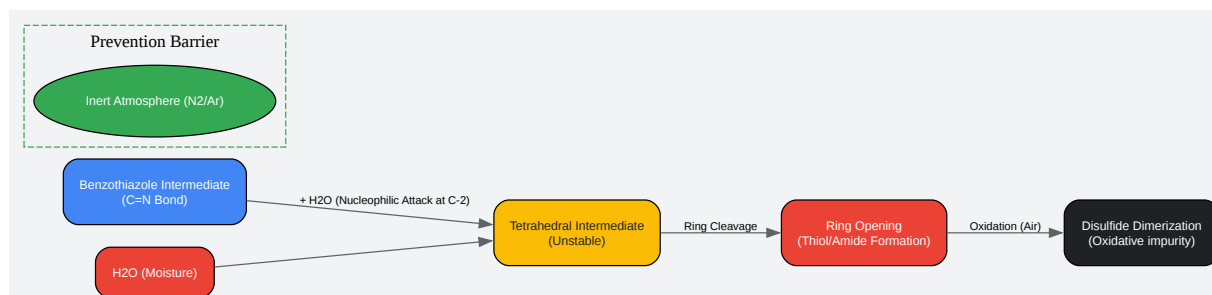 Prevention Barrier
Inert Atmosphere (N2/Ar)
Benzothiazole Intermediate
(C=N Bond)
+ H2O (Nucleophilic Attack at C-2)
H2O (Moisture)
Tetrahedral Intermediate
(Unstable)
Ring Cleavage
Ring Opening
(Thiol/Amide Formation)
Oxidation (Air)
Disulfide Dimerization
(Oxidative impurity)